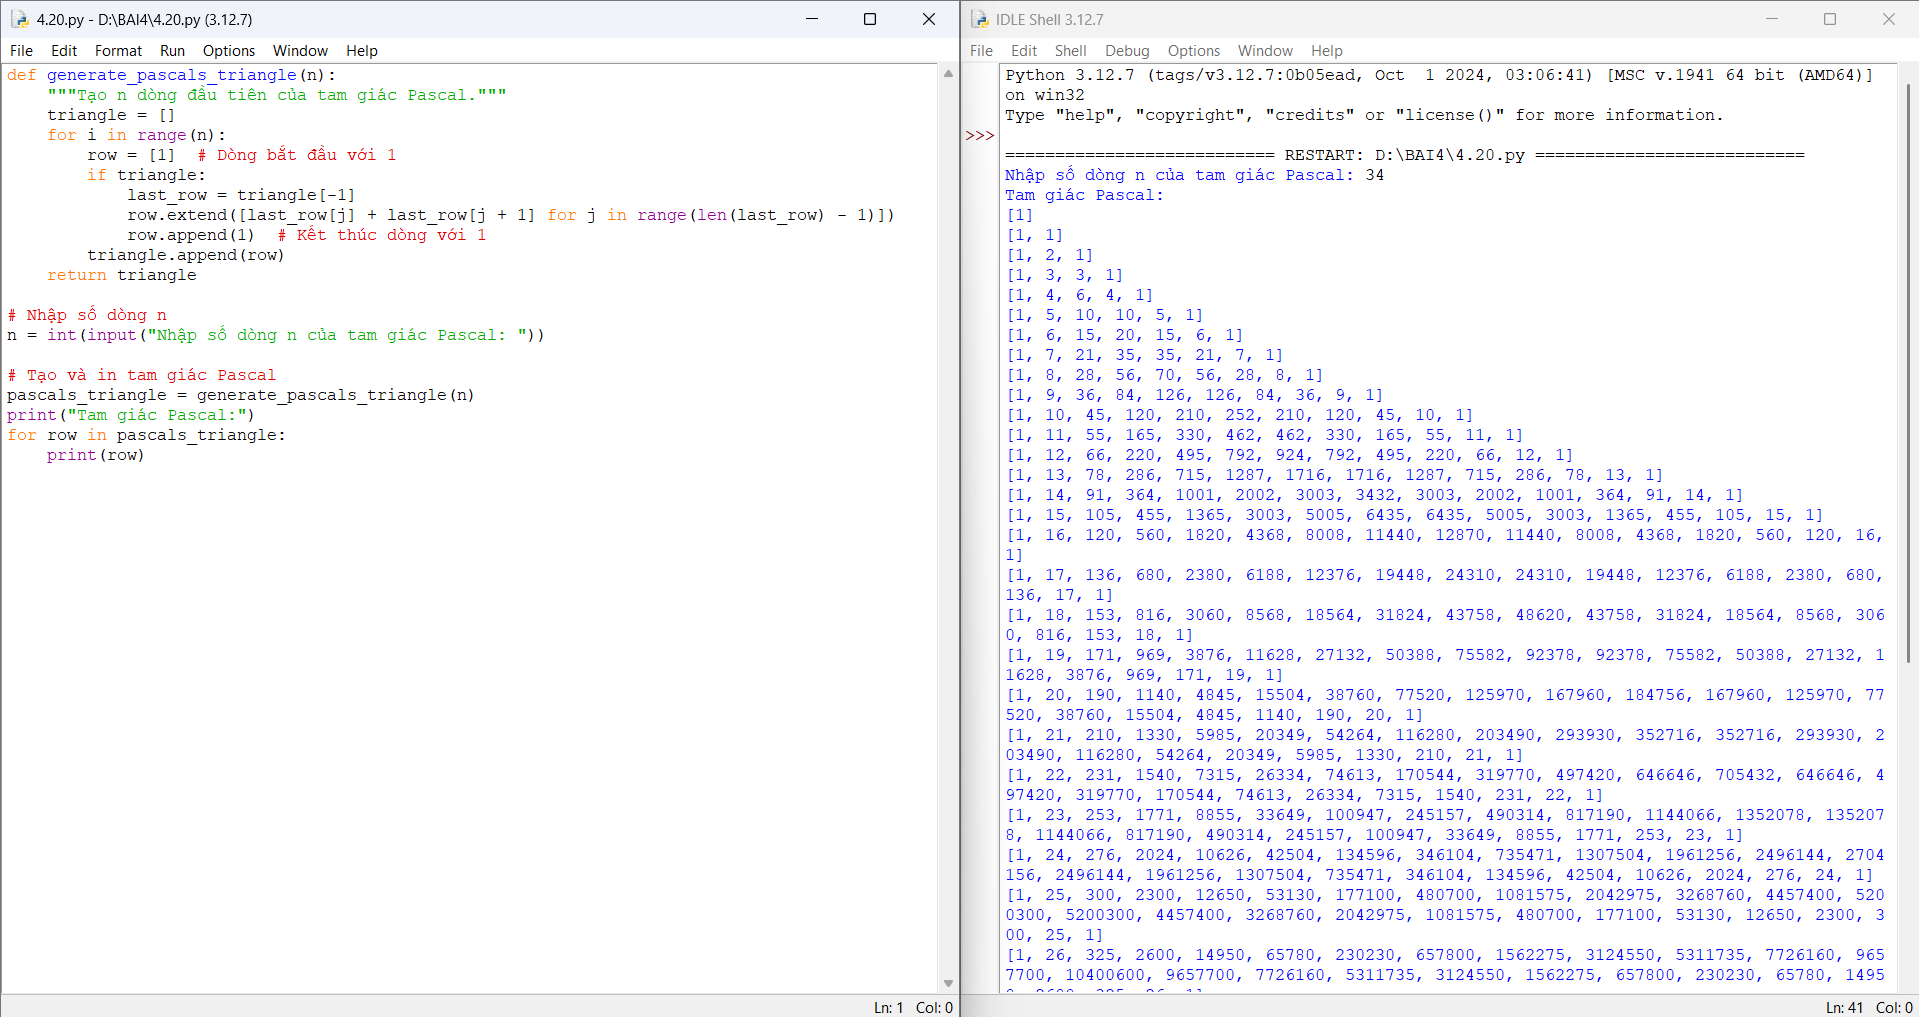 4.20.py - D:\BAI4\4.20.py (3.12.7)
File Edit Format Run Options Window Help
def generate_pascals_triangle(n):
    """Tạo n dòng đầu tiên của tam giác Pascal."""
    triangle = []
    for i in range(n):
        row = [1]  # Dòng bắt đầu với 1
        if triangle:
            last_row = triangle[-1]
            row.extend([last_row[j] + last_row[j + 1] for j in range(len(last_row) - 1)])
            row.append(1)  # Kết thúc dòng với 1
        triangle.append(row)
    return triangle
# Nhập số dòng n
n = int(input("Nhập số dòng n của tam giác Pascal: "))
# Tạo và in tam giác Pascal
pascals_triangle = generate_pascals_triangle(n)
print("Tam giác Pascal:")
for row in pascals_triangle:
    print(row)
Ln: 1 Col: 0
IDLE Shell 3.12.7
File Edit Shell Debug Options Window Help
Python 3.12.7 (tags/v3.12.7:0b05ead, Oct  1 2024, 03:06:41) [MSC v.1941 64 bit (AMD64)]
on win32
Type "help", "copyright", "credits" or "license()" for more information.
>>>
=========================== RESTART: D:\BAI4\4.20.py ===========================
Nhập số dòng n của tam giác Pascal: 34
Tam giác Pascal:
[1]
[1, 1]
[1, 2, 1]
[1, 3, 3, 1]
[1, 4, 6, 4, 1]
[1, 5, 10, 10, 5, 1]
[1, 6, 15, 20, 15, 6, 1]
[1, 7, 21, 35, 35, 21, 7, 1]
[1, 8, 28, 56, 70, 56, 28, 8, 1]
[1, 9, 36, 84, 126, 126, 84, 36, 9, 1]
[1, 10, 45, 120, 210, 252, 210, 120, 45, 10, 1]
[1, 11, 55, 165, 330, 462, 462, 330, 165, 55, 11, 1]
[1, 12, 66, 220, 495, 792, 924, 792, 495, 220, 66, 12, 1]
[1, 13, 78, 286, 715, 1287, 1716, 1716, 1287, 715, 286, 78, 13, 1]
[1, 14, 91, 364, 1001, 2002, 3003, 3432, 3003, 2002, 1001, 364, 91, 14, 1]
[1, 15, 105, 455, 1365, 3003, 5005, 6435, 6435, 5005, 3003, 1365, 455, 105, 15, 1]
[1, 16, 120, 560, 1820, 4368, 8008, 11440, 12870, 11440, 8008, 4368, 1820, 560, 120, 16,
1]
[1, 17, 136, 680, 2380, 6188, 12376, 19448, 24310, 24310, 19448, 12376, 6188, 2380, 680,
136, 17, 1]
[1, 18, 153, 816, 3060, 8568, 18564, 31824, 43758, 48620, 43758, 31824, 18564, 8568, 306
0, 816, 153, 18, 1]
[1, 19, 171, 969, 3876, 11628, 27132, 50388, 75582, 92378, 92378, 75582, 50388, 27132, 1
1628, 3876, 969, 171, 19, 1]
[1, 20, 190, 1140, 4845, 15504, 38760, 77520, 125970, 167960, 184756, 167960, 125970, 77
520, 38760, 15504, 4845, 1140, 190, 20, 1]
[1, 21, 210, 1330, 5985, 20349, 54264, 116280, 203490, 293930, 352716, 352716, 293930, 2
03490, 116280, 54264, 20349, 5985, 1330, 210, 21, 1]
[1, 22, 231, 1540, 7315, 26334, 74613, 170544, 319770, 497420, 646646, 705432, 646646, 4
97420, 319770, 170544, 74613, 26334, 7315, 1540, 231, 22, 1]
[1, 23, 253, 1771, 8855, 33649, 100947, 245157, 490314, 817190, 1144066, 1352078, 135207
8, 1144066, 817190, 490314, 245157, 100947, 33649, 8855, 1771, 253, 23, 1]
[1, 24, 276, 2024, 10626, 42504, 134596, 346104, 735471, 1307504, 1961256, 2496144, 2704
156, 2496144, 1961256, 1307504, 735471, 346104, 134596, 42504, 10626, 2024, 276, 24, 1]
[1, 25, 300, 2300, 12650, 53130, 177100, 480700, 1081575, 2042975, 3268760, 4457400, 520
0300, 5200300, 4457400, 3268760, 2042975, 1081575, 480700, 177100, 53130, 12650, 2300, 3
00, 25, 1]
[1, 26, 325, 2600, 14950, 65780, 230230, 657800, 1562275, 3124550, 5311735, 7726160, 965
7700, 10400600, 9657700, 7726160, 5311735, 3124550, 1562275, 657800, 230230, 65780, 1495
Ln: 41 Col: 0